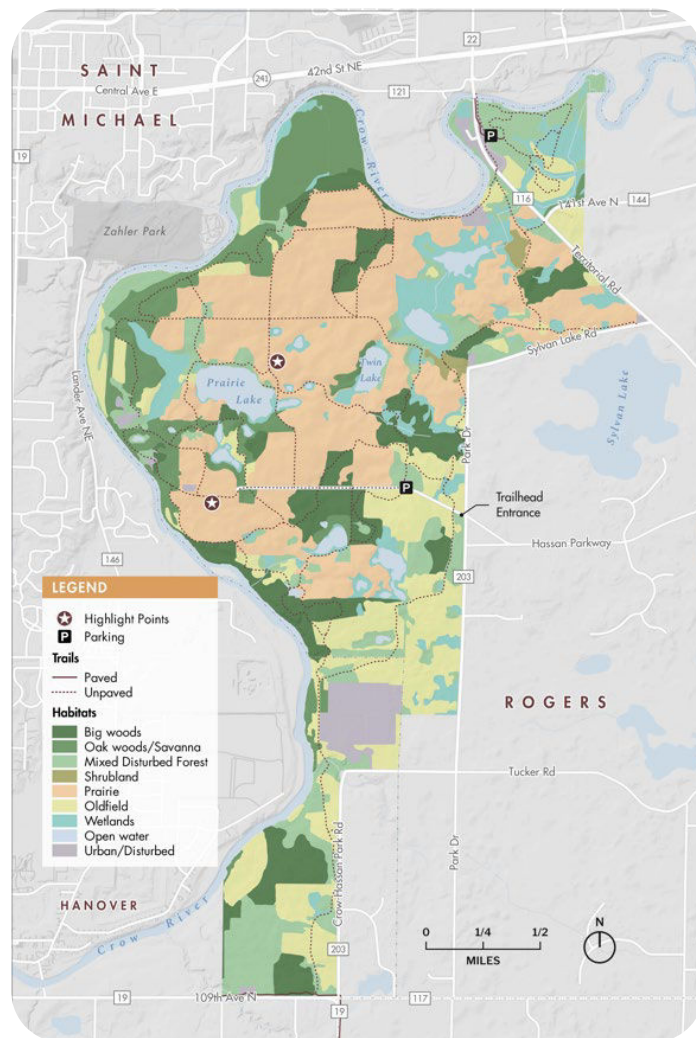 22
SAINT
241
42nd St NE
Central Ave E
121
MICHAEL
19
Crow River
P
116
141st Ave N
144
Zahler Park
Territorial Rd
Sylvan Lake Rd
Prairie
Lake
Twin
Lake
Sylvan Lake
Lander Ave NE
Park Dr
P
Trailhead
Entrance
Hassan Parkway
146
203
LEGEND
Highlight Points
P Parking
Trails
Paved
Unpaved
Habitats
Big woods
Oak woods/Savanna
Mixed Disturbed Forest
Shrubland
Prairie
Oldfield
Wetlands
Open water
Urban/Disturbed
ROGERS
Tucker Rd
Crow Hassan Park Rd
Park Dr
HANOVER
Crow River
0 1/4 1/2
MILES
N
203
19
109th Ave N
117
19